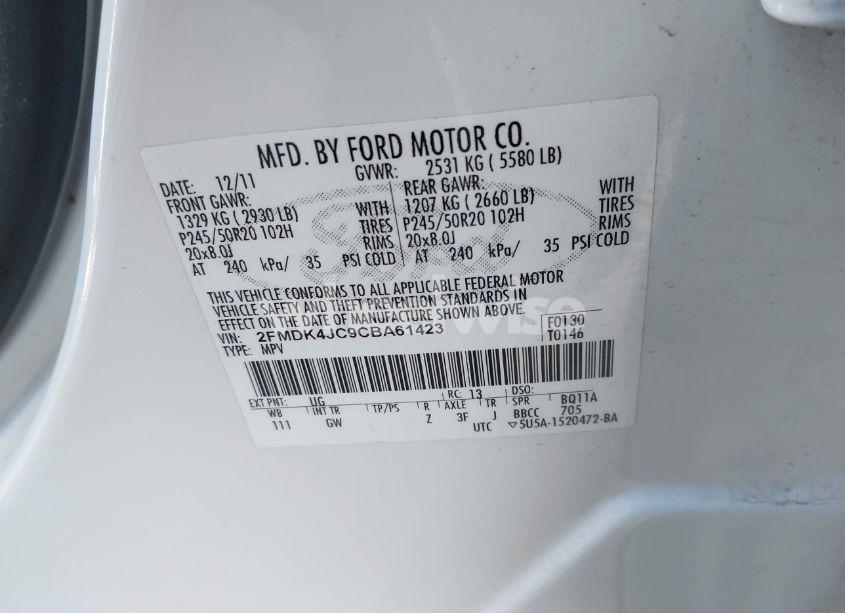 MFD. BY FORD MOTOR CO.
DATE: 12/11 GVWR: 2531 KG ( 5580 LB)
FRONT GAWR: REAR GAWR:
1329 KG ( 2930 LB) WITH 1207 KG ( 2660 LB) WITH
P245/50R20 102H TIRES P245/50R20 102H TIRES
20x8.0J RIMS 20x8.0J RIMS
AT 240 kPa/ 35 PSI COLD AT 240 kPa/ 35 PSI COLD
THIS VEHICLE CONFORMS TO ALL APPLICABLE FEDERAL MOTOR
VEHICLE SAFETY AND THEFT PREVENTION STANDARDS IN
EFFECT ON THE DATE OF MANUFACTURE SHOWN ABOVE.
VIN: 2FMDK4JC9CBA61423 F0130
TYPE: MPV T0146
EXT PNT: UG RC: 13 DSO:
WB INT TR TP/PS R AXLE TR SPR BQ11A
111 GW Z 3F J BBCC 705
UTC ▽5U5A-1520472-BA